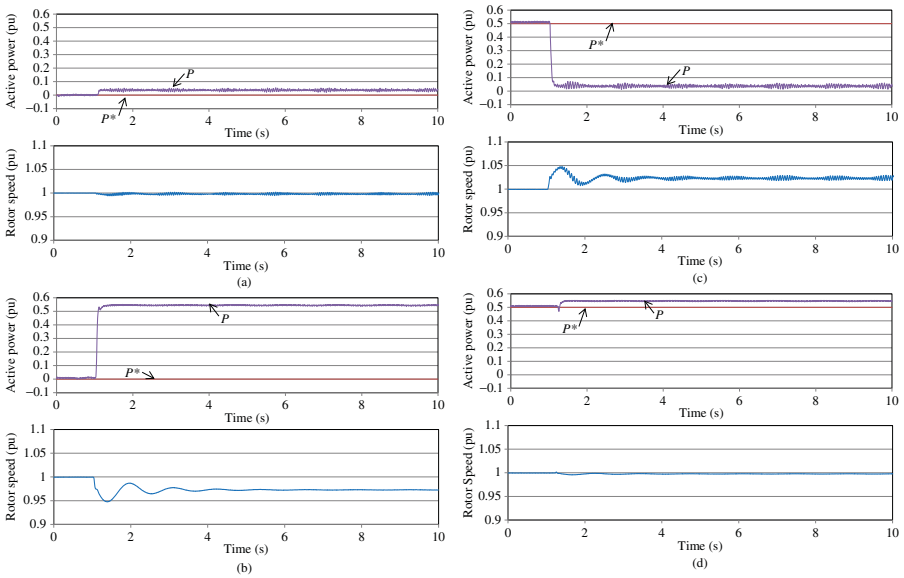 Active power (pu)
0.6
0.5
0.4
0.3
0.2
0.1
0
−0.1
P
P*
0 2 4 6 8 10
Time (s)
Rotor speed (pu)
1.1
1.05
1
0.95
0.9
0 2 4 6 8 10
Time (s)
(a)
Active power (pu)
0.6
0.5
0.4
0.3
0.2
0.1
0
−0.1
P
P*
0 2 4 6 8 10
Time (s)
Rotor speed (pu)
1.1
1.05
1
0.95
0.9
0 2 4 6 8 10
Time (s)
(b)
Active power (pu)
0.6
0.5
0.4
0.3
0.2
0.1
0
−0.1
P*
P
0 2 4 6 8 10
Time (s)
Rotor speed (pu)
1.1
1.05
1
0.95
0.9
0 2 4 6 8 10
Time (s)
(c)
Active power (pu)
0.6
0.5
0.4
0.3
0.2
0.1
0
−0.1
P
P*
0 2 4 6 8 10
Time (s)
Rotor Speed (pu)
1.1
1.05
1
0.95
0.9
0 2 4 6 8 10
Time (s)
(d)